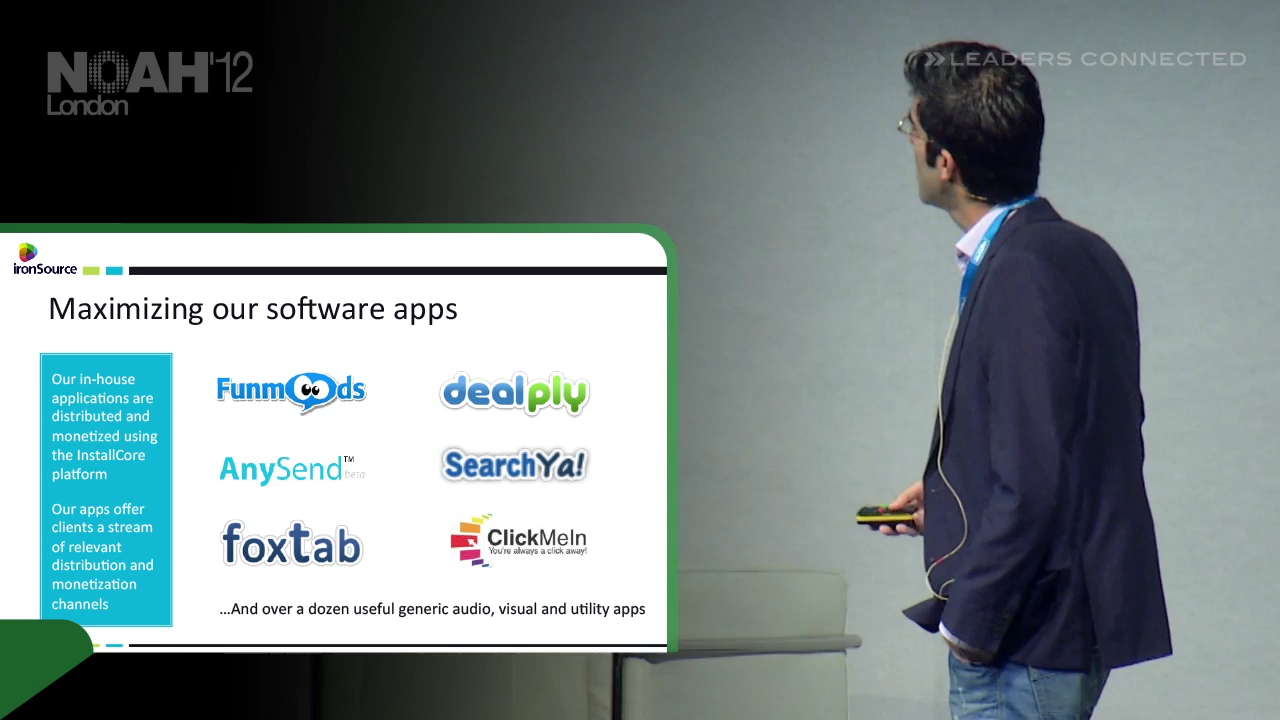 NOAH'12
London
LEADERS CONNECTED
ironSource
Maximizing our software apps
Our in-house
applications are
distributed and
monetized using
the InstallCore
platform
Our apps offer
clients a stream
of relevant
distribution and
monetization
channels
Funmoods
dealply
AnySend™
beta
SearchYa!
foxtab
ClickMeIn
You're always a click away!
...And over a dozen useful generic audio, visual and utility apps